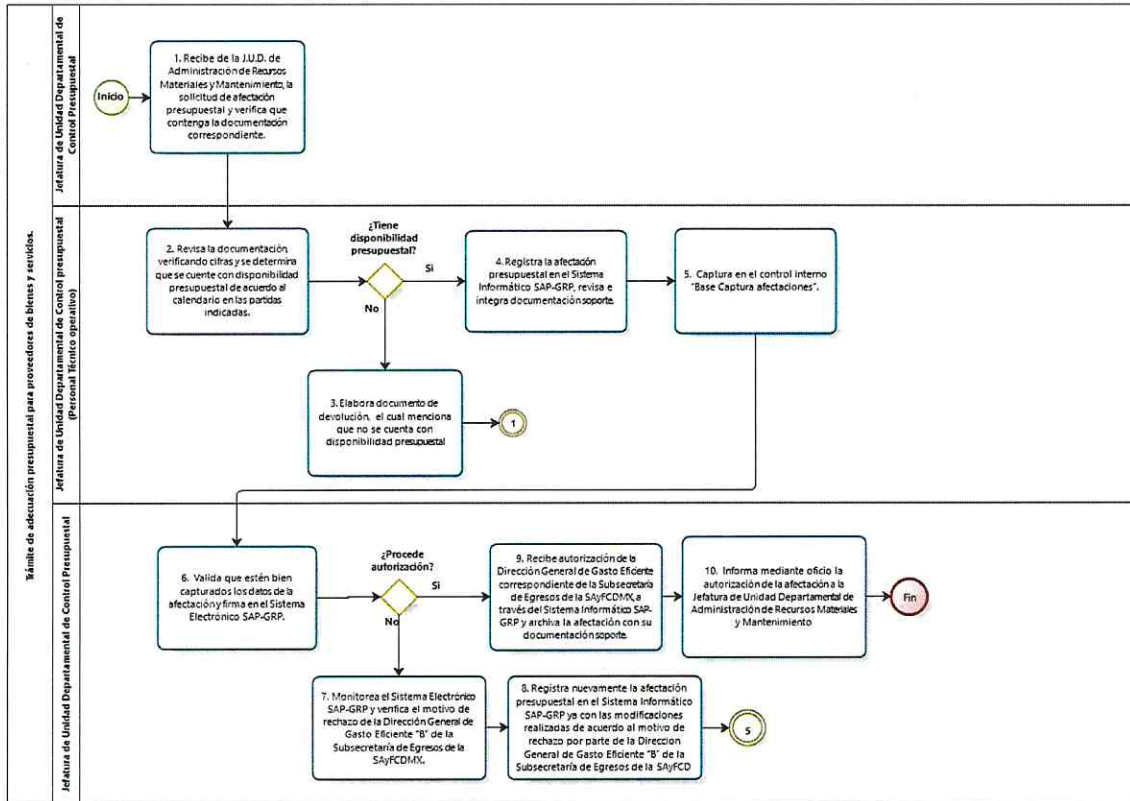 Trámite de adecuación presupuestal para proveedores de bienes y servicios.
Jefatura de Unidad Departamental de
Control Presupuestal
Inicio
1. Recibe de la J.U.D. de
Administración de Recursos
Materiales y Mantenimiento, la
solicitud de afectación
presupuestal y verifica que
contenga la documentación
correspondiente.
Jefatura de Unidad Departamental de Control presupuestal
(Personal Técnico operativo)
2. Revisa la documentación,
verificando cifras y se determina
que se cuente con disponibilidad
presupuestal de acuerdo al
calendario en las partidas
indicadas.
¿Tiene
disponibilidad
presupuestal?
Si
No
4. Registra la afectación
presupuestal en el Sistema
Informático SAP-GRP, revisa e
integra documentación soporte.
5. Captura en el control interno
"Base Captura afectaciones".
3. Elabora documento de
devolución, el cual menciona
que no se cuenta con
disponibilidad presupuestal
1
Jefatura de Unidad Departamental de Control Presupuestal
6. Valida que estén bien
capturados los datos de la
afectación y firma en el Sistema
Electrónico SAP-GRP.
¿Procede
autorización?
Si
No
9. Recibe autorización de la
Dirección General de Gasto Eficiente
correspondiente de la Subsecretaría
de Egresos de la SAyFCDMX, a
través del Sistema Informático SAP-
GRP y archiva la afectación con su
documentación soporte.
10. Informa mediante oficio la
autorización de la afectación a la
Jefatura de Unidad Departamental de
Administración de Recursos Materiales
y Mantenimiento
Fin
7. Monitorea el Sistema Electrónico
SAP-GRP y verifica el motivo de
rechazo de la Dirección General de
Gasto Eficiente "B" de la
Subsecretaría de Egresos de la
SAyFCDMX.
8. Registra nuevamente la afectación
presupuestal en el Sistema Informático
SAP-GRP ya con las modificaciones
realizadas de acuerdo al motivo de
rechazo por parte de la Direccion
General de Gasto Eficiente "B" de la
Subsecretaría de Egresos de la SAyFCD
5